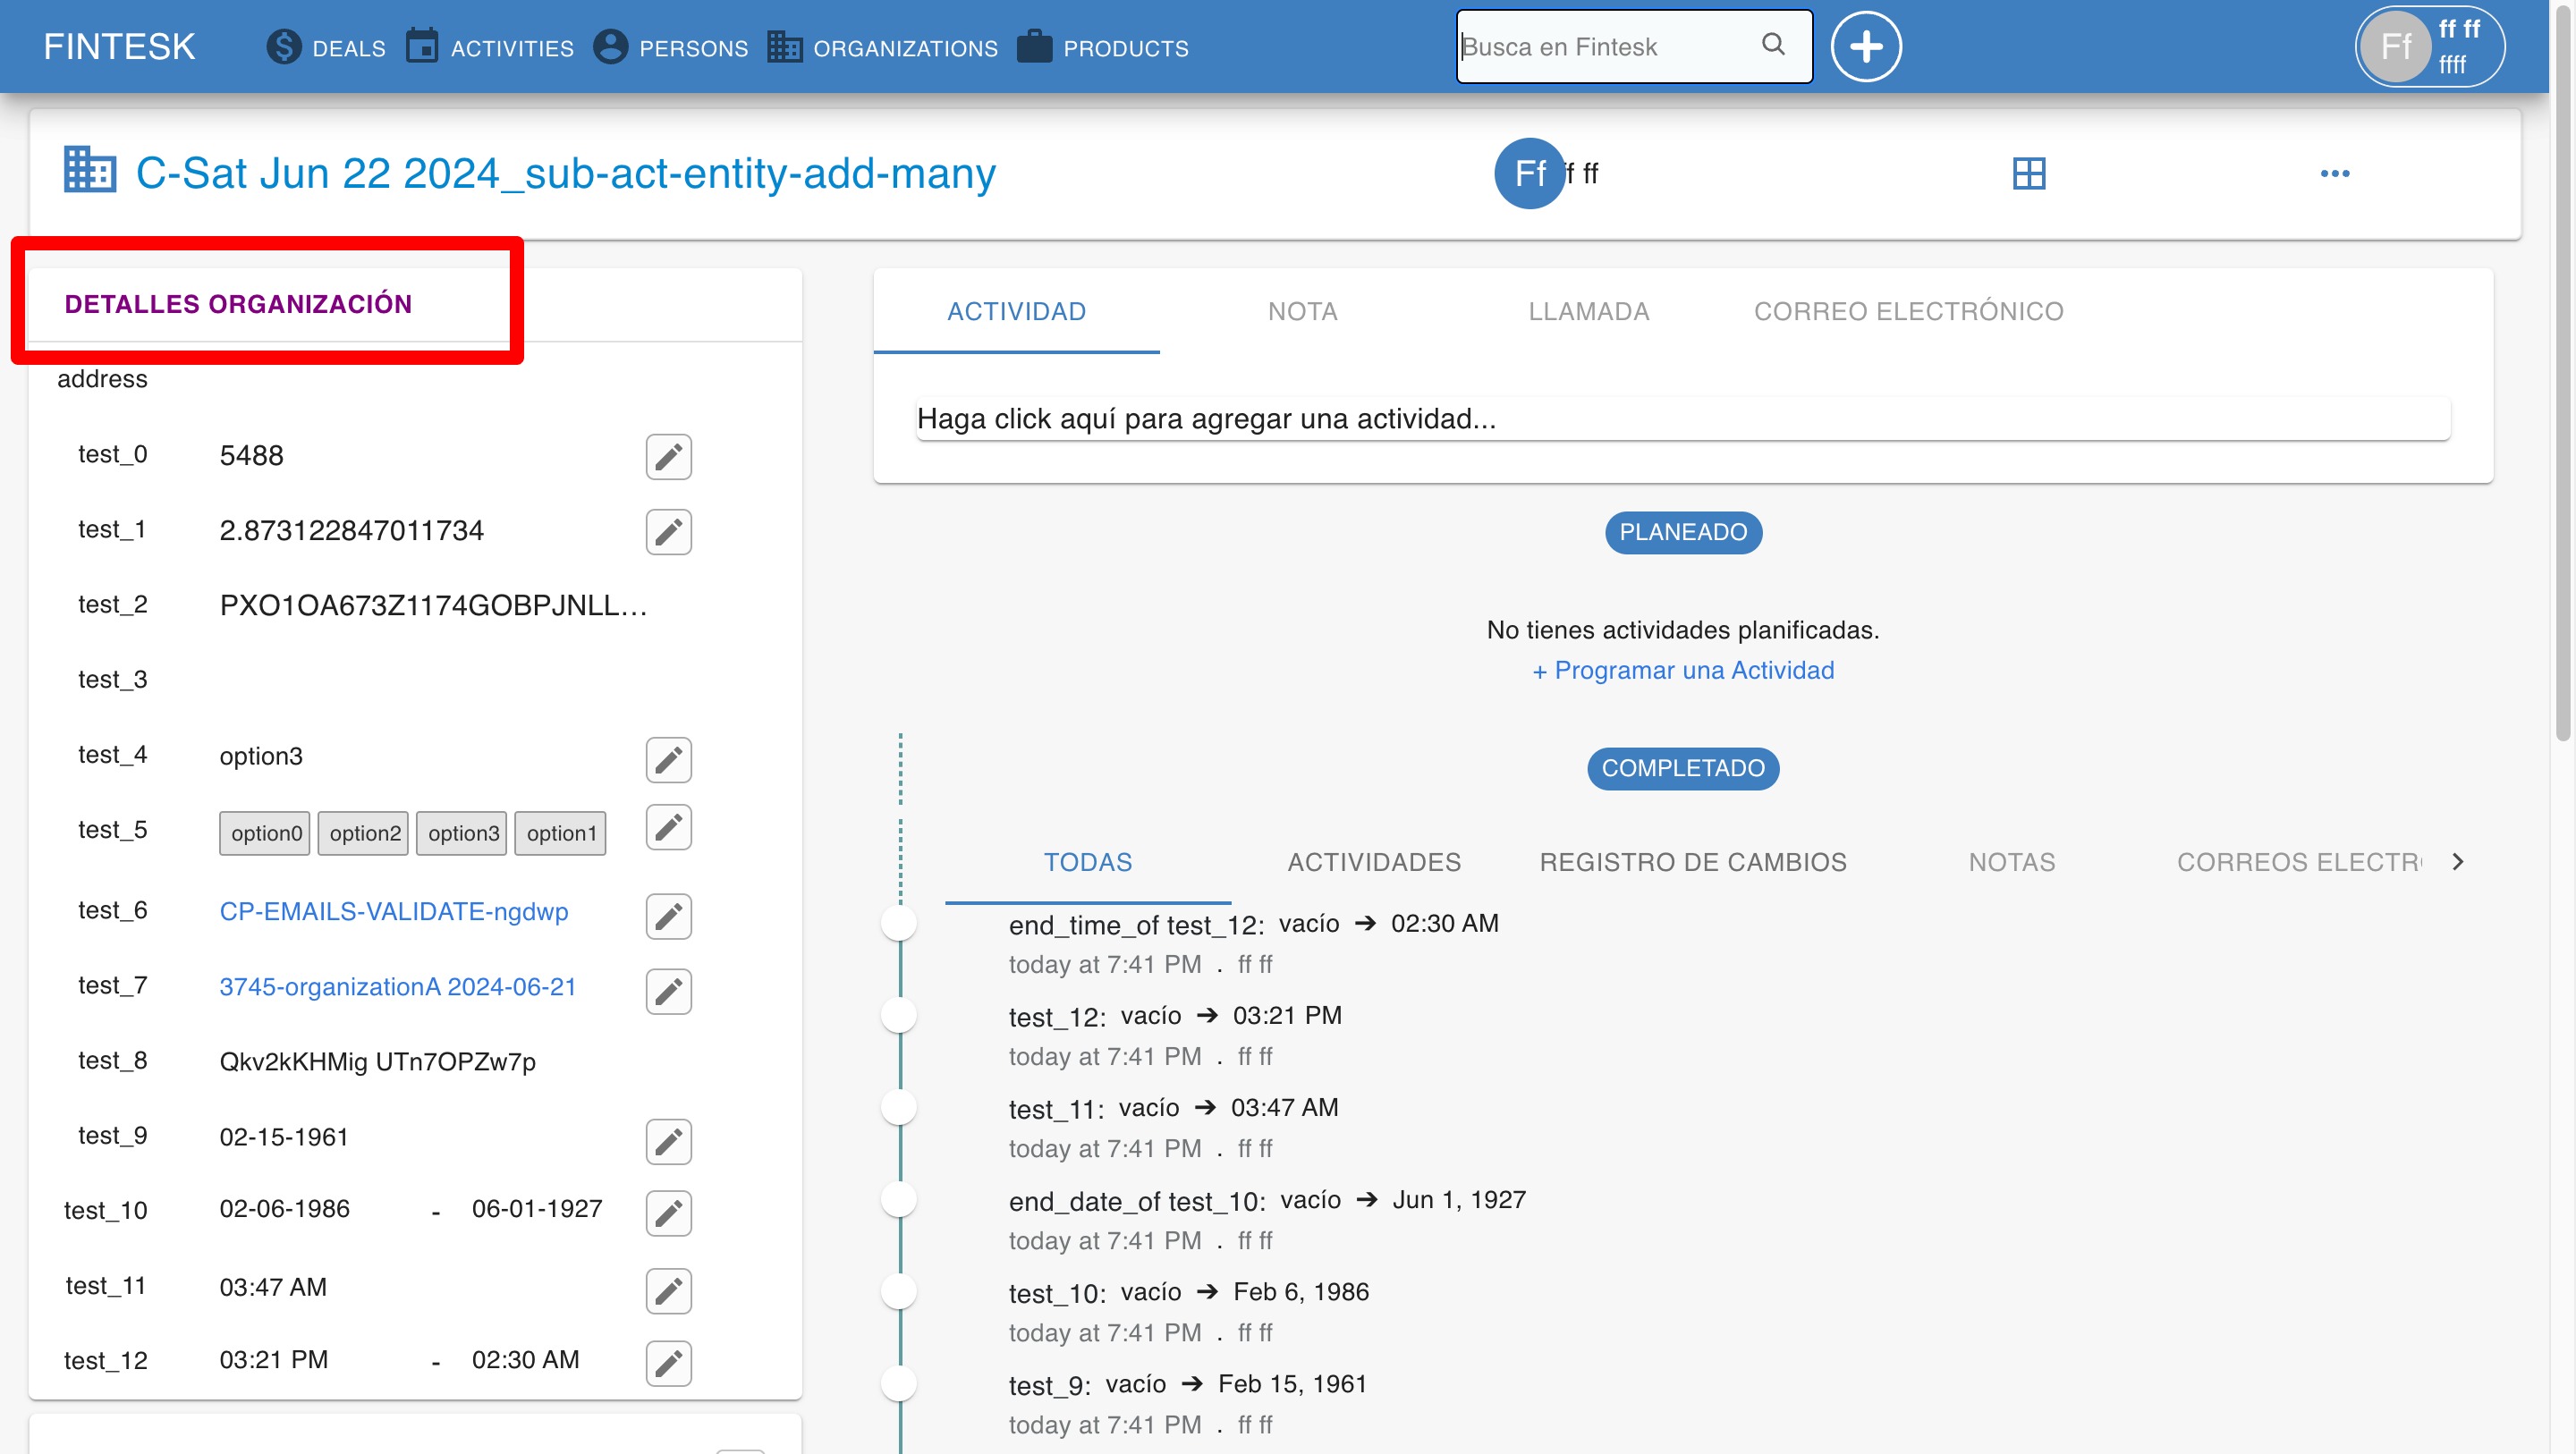 FINTESK
DEALS
ACTIVITIES
PERSONS
ORGANIZATIONS
PRODUCTS
Busca en Fintesk
Ff
ff ff
ffff
C-Sat Jun 22 2024_sub-act-entity-add-many
Ff
ff ff
DETALLES ORGANIZACIÓN
address
test_0 5488
test_1 2.873122847011734
test_2 PXO1OA673Z1174GOBPJNLL...
test_3
test_4 option3
test_5 option0 option2 option3 option1
test_6 CP-EMAILS-VALIDATE-ngdwp
test_7 3745-organizationA 2024-06-21
test_8 Qkv2kKHMig UTn7OPZw7p
test_9 02-15-1961
test_10 02-06-1986 - 06-01-1927
test_11 03:47 AM
test_12 03:21 PM - 02:30 AM
ACTIVIDAD NOTA LLAMADA CORREO ELECTRÓNICO
Haga click aquí para agregar una actividad...
PLANEADO
No tienes actividades planificadas.
+ Programar una Actividad
COMPLETADO
TODAS ACTIVIDADES REGISTRO DE CAMBIOS NOTAS CORREOS ELECTR
end_time_of test_12: vacío ➔ 02:30 AM
today at 7:41 PM . ff ff
test_12: vacío ➔ 03:21 PM
today at 7:41 PM . ff ff
test_11: vacío ➔ 03:47 AM
today at 7:41 PM . ff ff
end_date_of test_10: vacío ➔ Jun 1, 1927
today at 7:41 PM . ff ff
test_10: vacío ➔ Feb 6, 1986
today at 7:41 PM . ff ff
test_9: vacío ➔ Feb 15, 1961
today at 7:41 PM . ff ff